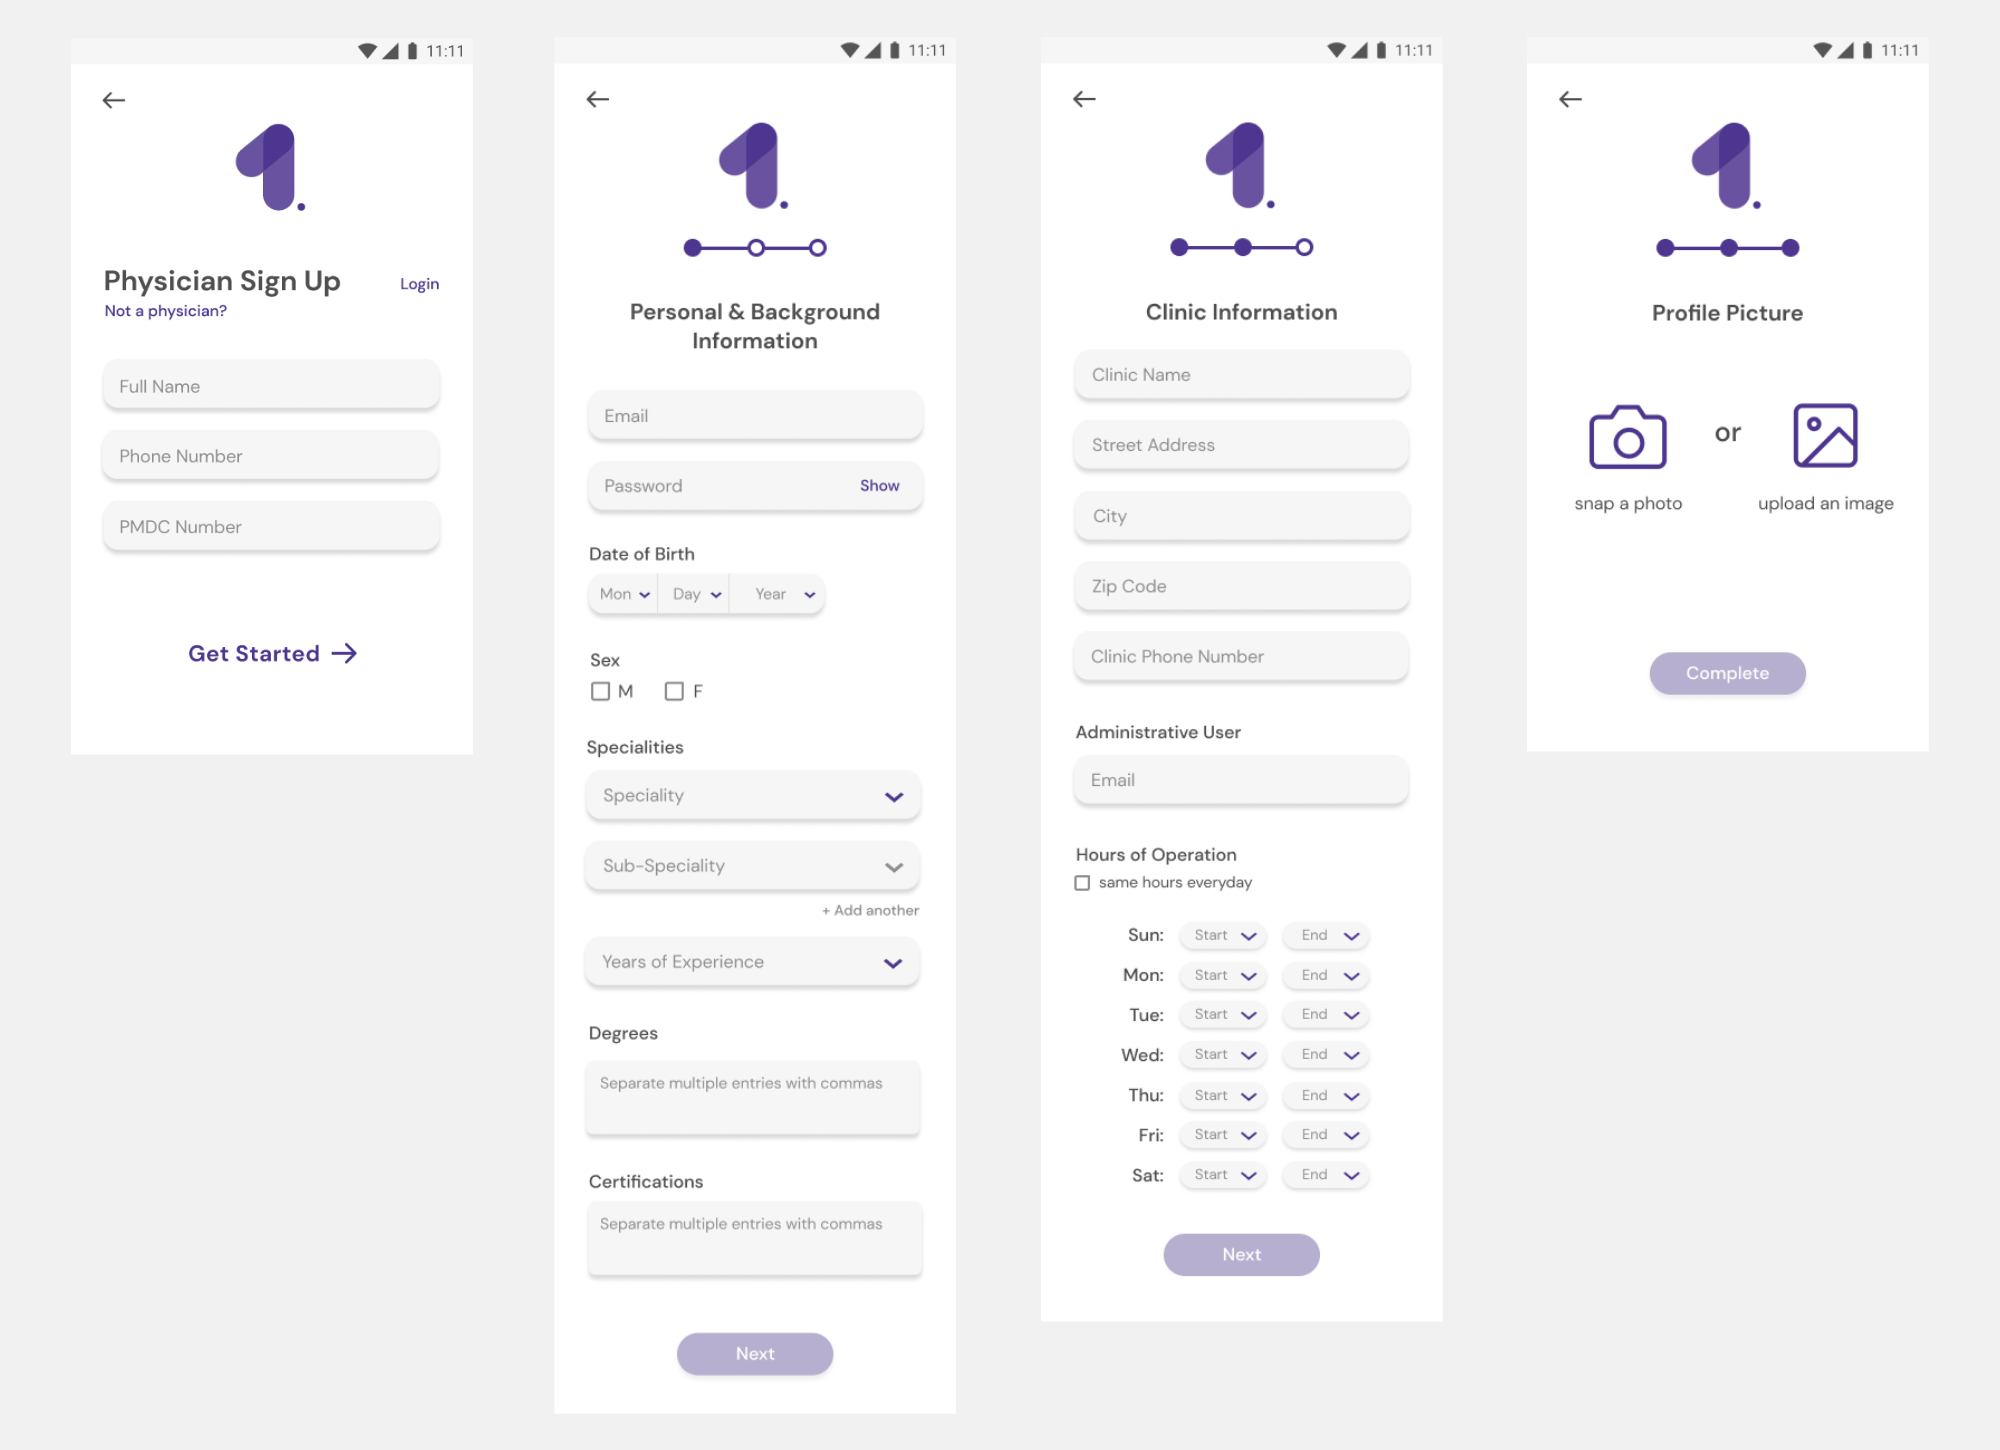 11:11
1.
Physician Sign Up
Login
Not a physician?
Full Name
Phone Number
PMDC Number
Get Started
11:11
1.
Personal & Background
Information
Email
Password
Show
Date of Birth
Mon Day Year
Sex
M F
Specialities
Speciality
Sub-Speciality
+ Add another
Years of Experience
Degrees
Separate multiple entries with commas
Certifications
Separate multiple entries with commas
Next
11:11
1.
Clinic Information
Clinic Name
Street Address
City
Zip Code
Clinic Phone Number
Administrative User
Email
Hours of Operation
same hours everyday
Sun: Start End
Mon: Start End
Tue: Start End
Wed: Start End
Thu: Start End
Fri: Start End
Sat: Start End
Next
11:11
1.
Profile Picture
or
snap a photo
upload an image
Complete